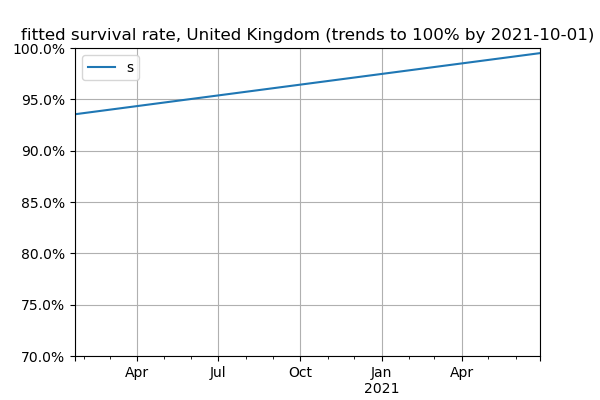 fitted survival rate, United Kingdom (trends to 100% by 2021-10-01)
100.0%
s
95.0%
90.0%
85.0%
80.0%
75.0%
70.0%
Apr Jul Oct Jan Apr
2021